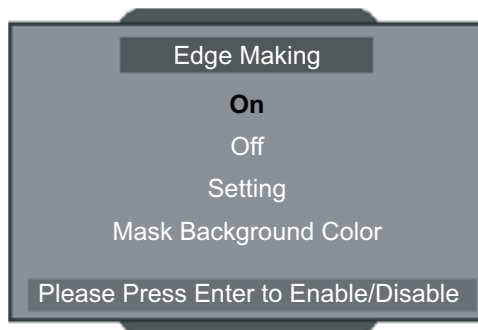 Edge Making
On
Off
Setting
Mask Background Color
Please Press Enter to Enable/Disable